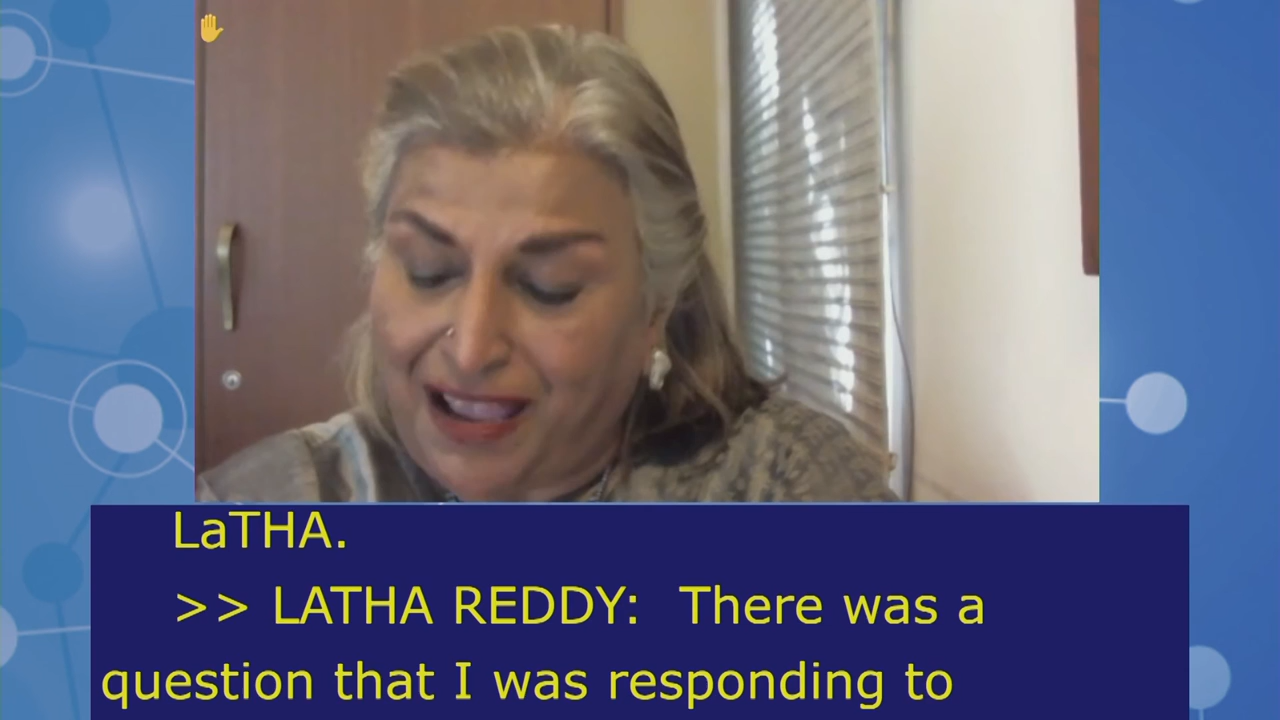 LaTHA.
>> LATHA REDDY:  There was a
question that I was responding to